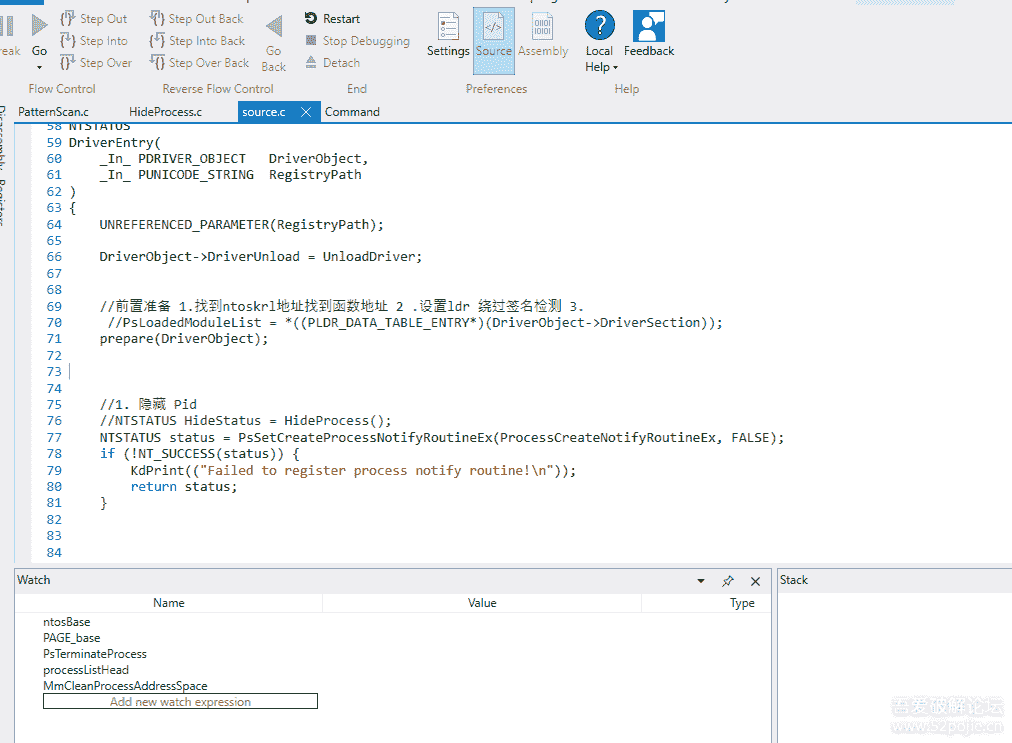 reak
Go
Step Out
Step Into
Step Over
Flow Control
Step Out Back
Step Into Back
Step Over Back
Go
Back
Reverse Flow Control
Restart
Stop Debugging
Detach
End
Settings
Source
Assembly
Preferences
Local
Help
Feedback
Help
Disassembly
Registers
PatternScan.c
HideProcess.c
source.c
Command
58 NTSTATUS
59 DriverEntry(
60 _In_ PDRIVER_OBJECT DriverObject,
61 _In_ PUNICODE_STRING RegistryPath
62 )
63 {
64 UNREFERENCED_PARAMETER(RegistryPath);
65
66 DriverObject->DriverUnload = UnloadDriver;
67
68
69 //前置准备 1.找到ntoskrl地址找到函数地址 2 .设置ldr 绕过签名检测 3.
70 //PsLoadedModuleList = *((PLDR_DATA_TABLE_ENTRY*)(DriverObject->DriverSection));
71 prepare(DriverObject);
72
73
74
75 //1. 隐藏 Pid
76 //NTSTATUS HideStatus = HideProcess();
77 NTSTATUS status = PsSetCreateProcessNotifyRoutineEx(ProcessCreateNotifyRoutineEx, FALSE);
78 if (!NT_SUCCESS(status)) {
79 KdPrint(("Failed to register process notify routine!\n"));
80 return status;
81 }
82
83
84
Watch
Name
Value
Type
ntosBase
PAGE_base
PsTerminateProcess
processListHead
MmCleanProcessAddressSpace
Add new watch expression
Stack
吾爱破解论坛
www.52pojie.cn